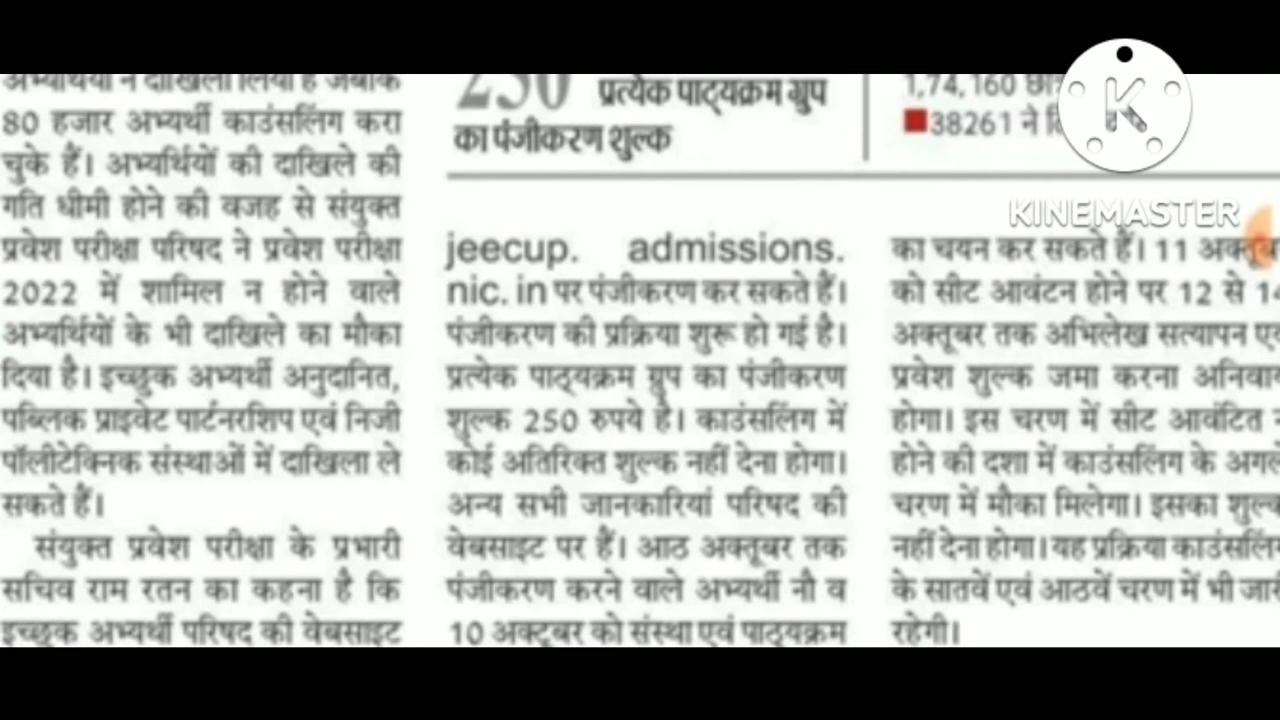 अभ्यर्थियों ने दाखिला लिया है जबकि
80 हजार अभ्यर्थी काउंसलिंग करा
चुके हैं। अभ्यर्थियों की दाखिले की
गति धीमी होने की वजह से संयुक्त
प्रवेश परीक्षा परिषद ने प्रवेश परीक्षा
2022 में शामिल न होने वाले
अभ्यर्थियों के भी दाखिले का मौका
दिया है। इच्छुक अभ्यर्थी अनुदानित,
पब्लिक प्राइवेट पार्टनरशिप एवं निजी
पॉलीटेक्निक संस्थाओं में दाखिला ले
सकते हैं।
संयुक्त प्रवेश परीक्षा के प्रभारी
सचिव राम रतन का कहना है कि
इच्छुक अभ्यर्थी परिषद की वेबसाइट
250 प्रत्येक पाठ्यक्रम ग्रुप
का पंजीकरण शुल्क
jeecup. admissions.
nic. in पर पंजीकरण कर सकते हैं।
पंजीकरण की प्रक्रिया शुरू हो गई है।
प्रत्येक पाठ्यक्रम ग्रुप का पंजीकरण
शुल्क 250 रुपये है। काउंसलिंग में
कोई अतिरिक्त शुल्क नहीं देना होगा।
अन्य सभी जानकारियां परिषद की
वेबसाइट पर हैं। आठ अक्तूबर तक
पंजीकरण करने वाले अभ्यर्थी नौ व
10 अक्टूबर को संस्था एवं पाठ्यक्रम
1,74,160
38261 ने
KINEMASTER
का चयन कर सकते हैं। 11
को सीट आवंटन होने पर 12 से
अक्तूबर तक अभिलेख सत्यापन
प्रवेश शुल्क जमा करना
होगा। इस चरण में सीट आवंटित
होने की दशा में काउंसलिंग के
चरण में मौका मिलेगा। इसका
नहीं देना होगा। यह प्रक्रिया
के सातवें एवं आठवें चरण में भी
रहेगी।